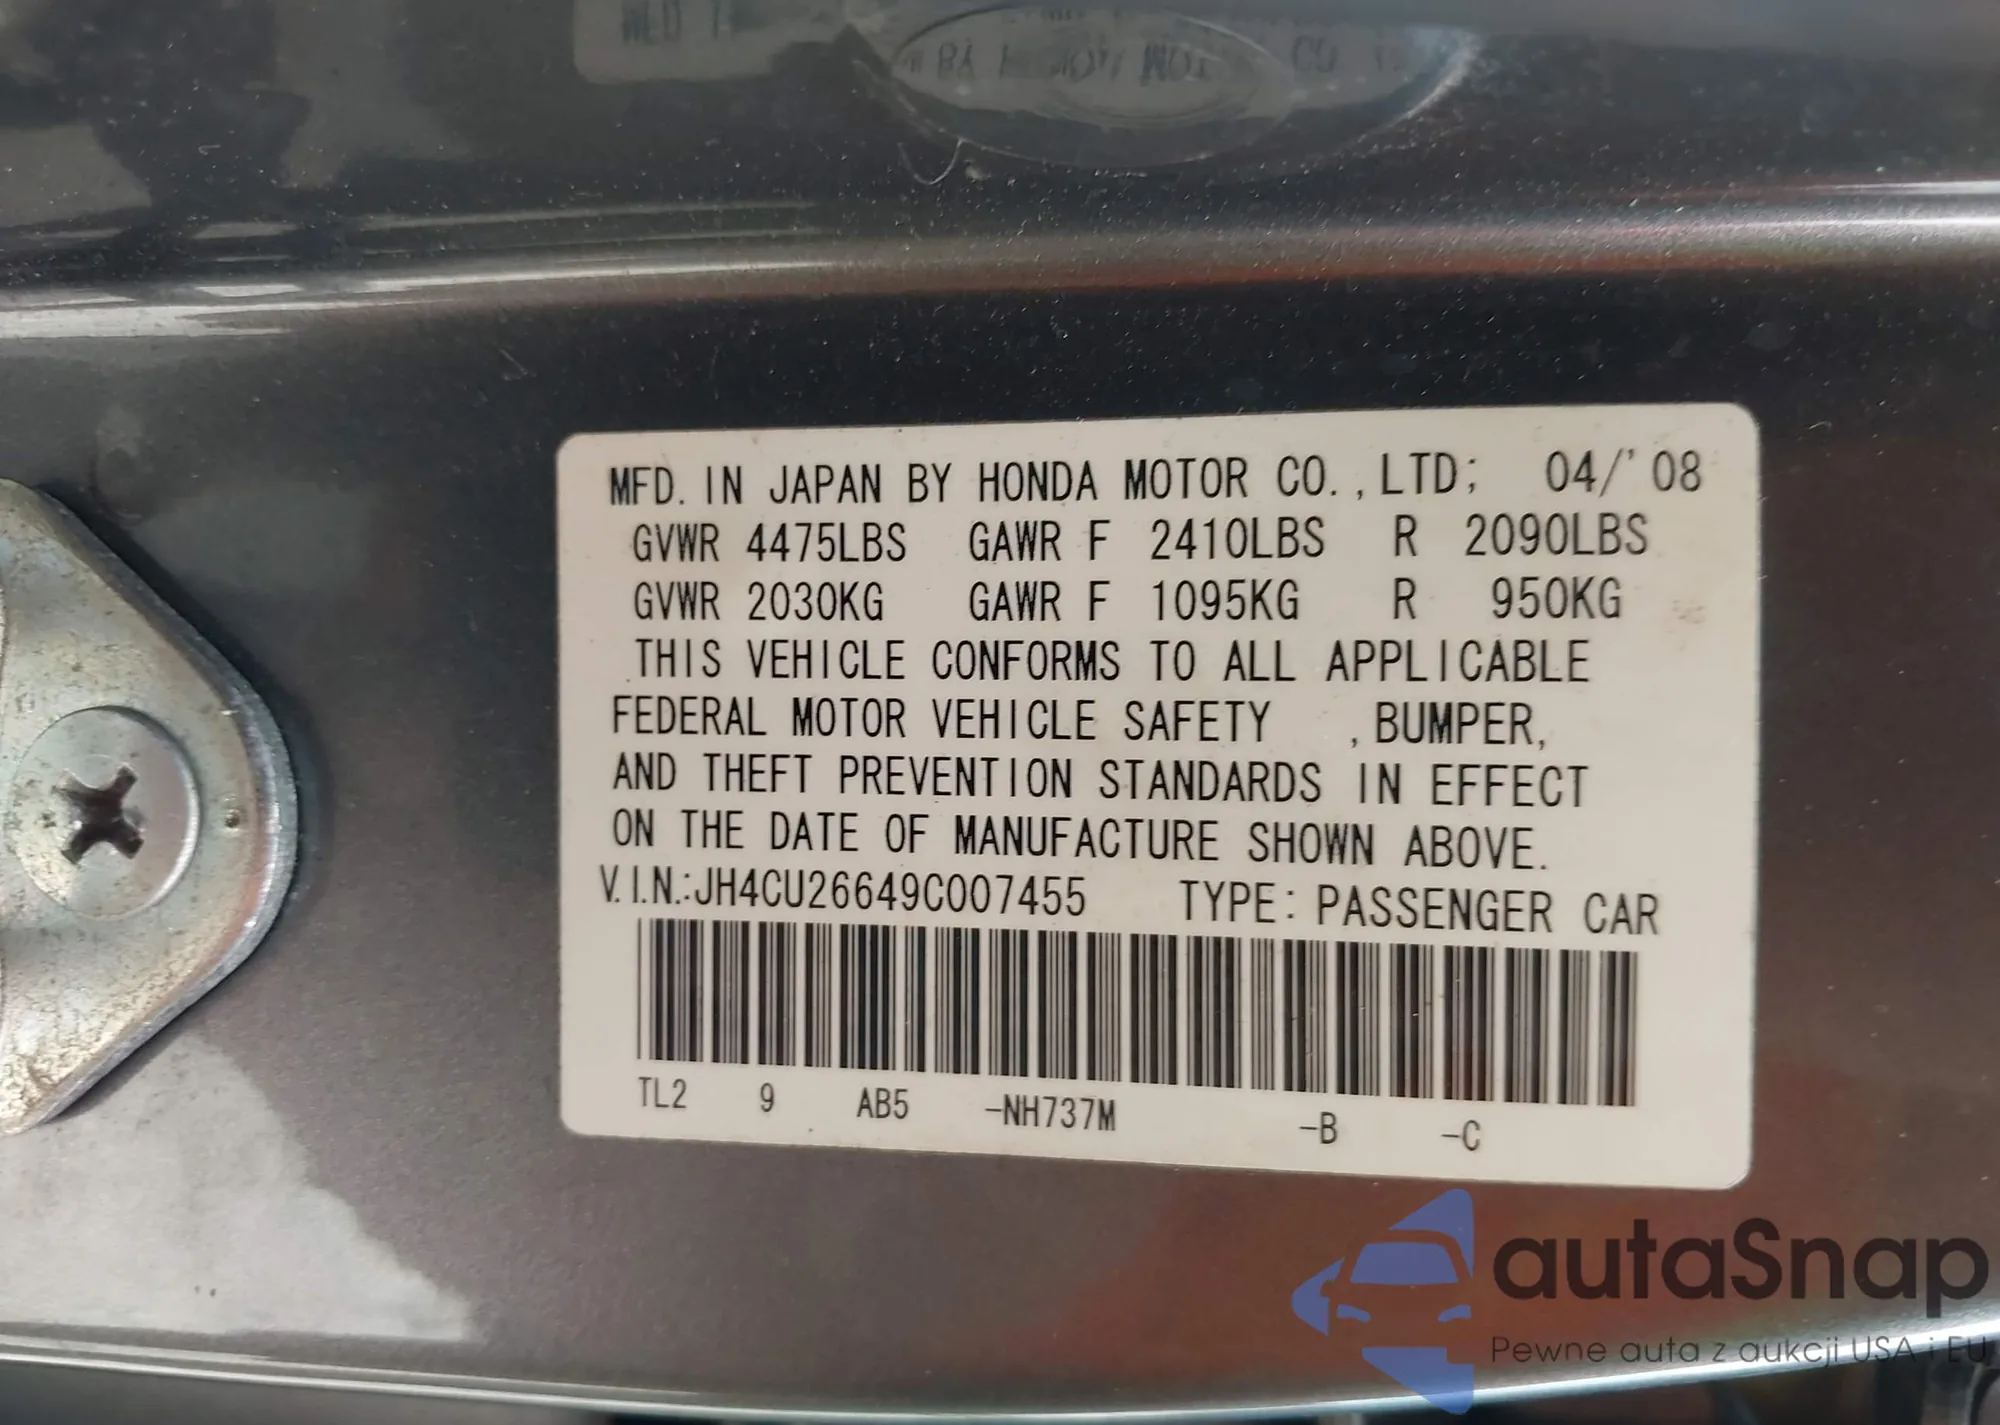 MFD. IN JAPAN BY HONDA MOTOR CO.,LTD; 04/'08
GVWR 4475LBS GAWR F 2410LBS R 2090LBS
GVWR 2030KG GAWR F 1095KG R 950KG
THIS VEHICLE CONFORMS TO ALL APPLICABLE
FEDERAL MOTOR VEHICLE SAFETY , BUMPER,
AND THEFT PREVENTION STANDARDS IN EFFECT
ON THE DATE OF MANUFACTURE SHOWN ABOVE.
V.I.N.:JH4CU26649C007455 TYPE: PASSENGER CAR
TL2 9 AB5 -NH737M -B -C
autaSnap
Pewne auta z aukcji USA i EU